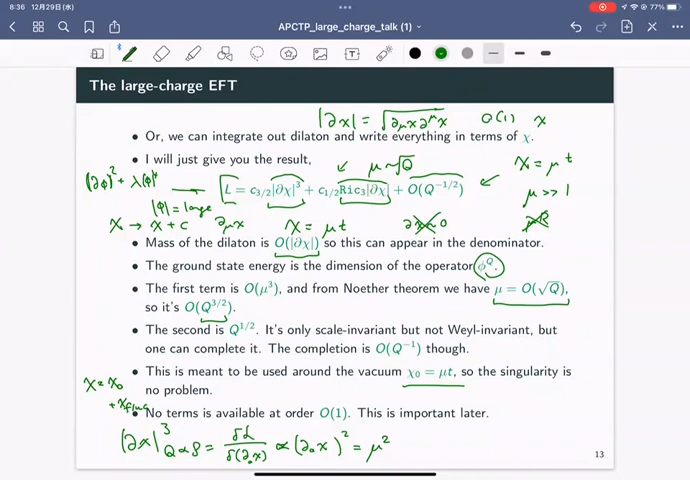 8:36 12月29日(水)
77%
APCTP_large_charge_talk (1)
The large-charge EFT
|∂χ| = √∂μχ∂^μχ O(1) χ
• Or, we can integrate out dilaton and write everything in terms of χ.
• I will just give you the result,
μ~√Q
χ = μt
(∂φ)² + λ(φ)⁴
L = c_{3/2}|∂χ|³ + c_{1/2}Ric₃|∂χ| + O(Q^{-1/2})
μ >> 1
|φ| = large
χ → χ + c ∂μχ χ = μt
• Mass of the dilaton is O(|∂χ|) so this can appear in the denominator.
• The ground state energy is the dimension of the operator φ^Q.
• The first term is O(μ³), and from Noether theorem we have μ = O(√Q),
so it's O(Q^{3/2}).
• The second is Q^{1/2}. It's only scale-invariant but not Weyl-invariant, but
one can complete it. The completion is O(Q^{-1}) though.
• This is meant to be used around the vacuum χ₀ = μt, so the singularity is
no problem.
χ = χ₀
+ χfluc
• No terms is available at order O(1). This is important later.
|∂χ|³ Q ∝ ρ = δL/δ(∂₀χ) ∝ (∂₀χ)² = μ²
13